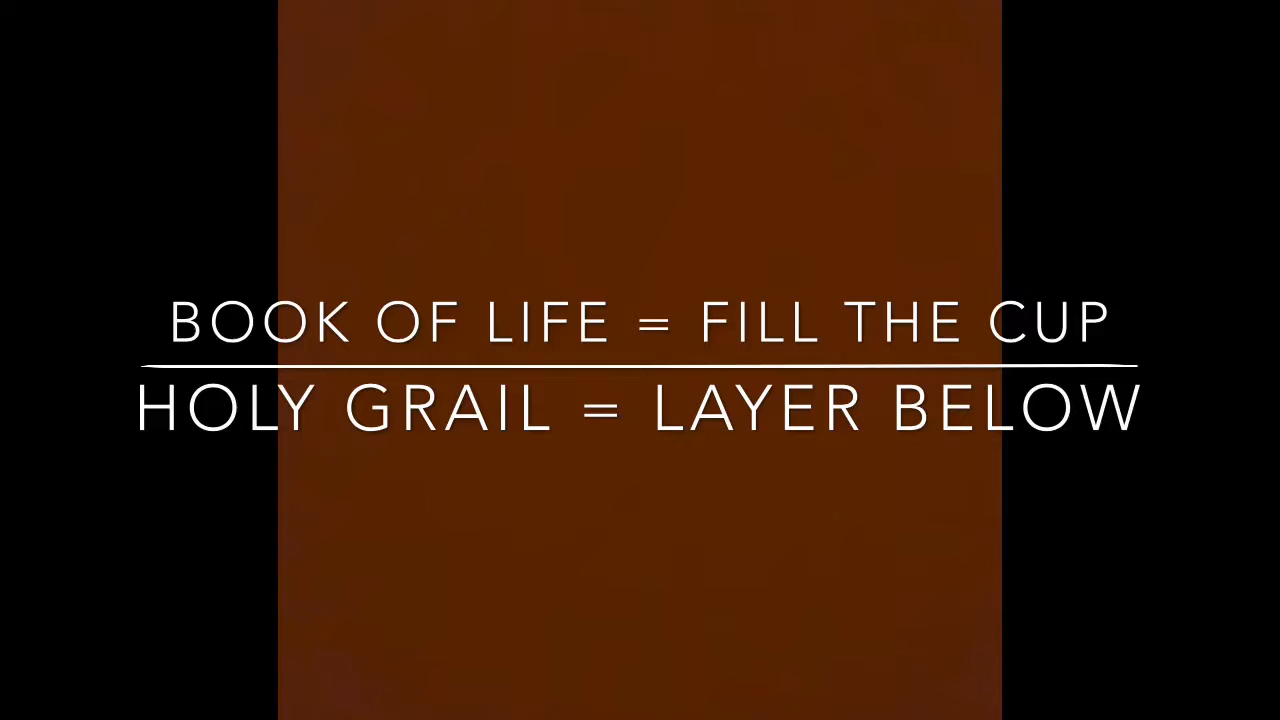 BOOK OF LIFE = FILL THE CUP
HOLY GRAIL = LAYER BELOW